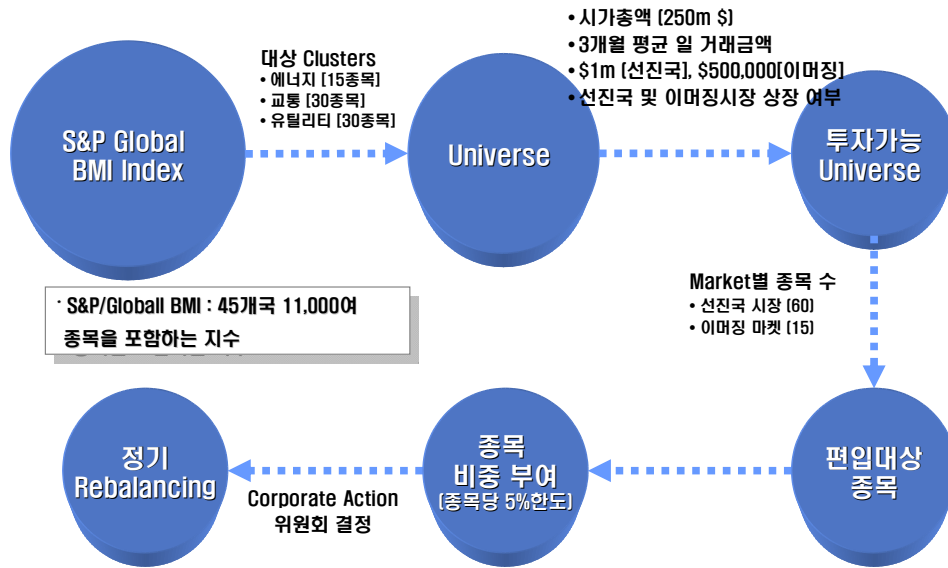 • 시가총액 (250m $)
• 3개월 평균 일 거래금액
• $1m (선진국), $500,000(이머징)
• 선진국 및 이머징시장 상장 여부
대상 Clusters
• 에너지 (15종목)
• 교통 (30종목)
• 유틸리티 (30종목)
S&P Global
BMI Index
Universe
투자가능
Universe
Market별 종목 수
• 선진국 시장 (60)
• 이머징 마켓 (15)
· S&P/Globall BMI : 45개국 11,000여
종목을 포함하는 지수
정기
Rebalancing
Corporate Action
위원회 결정
종목
비중 부여
(종목당 5%한도)
편입대상
종목